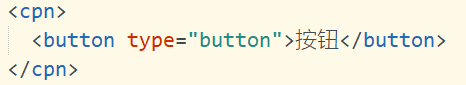 <cpn>
  <button type="button">按钮</button>
</cpn>